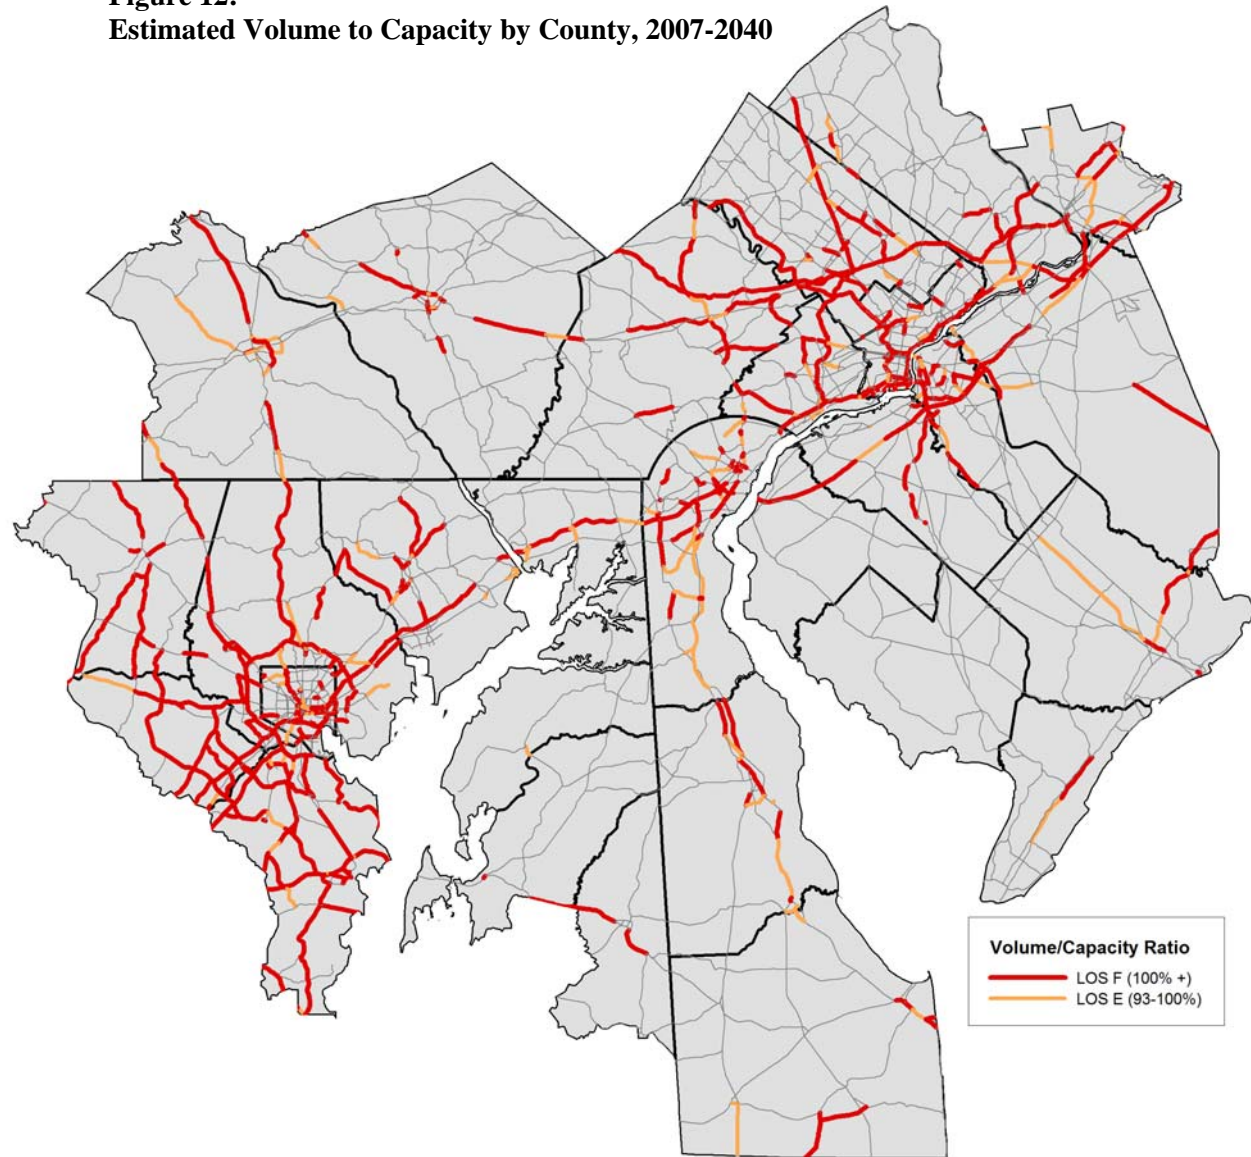 Figure 12:
Estimated Volume to Capacity by County, 2007-2040
Volume/Capacity Ratio
LOS F (100% +)
LOS E (93-100%)